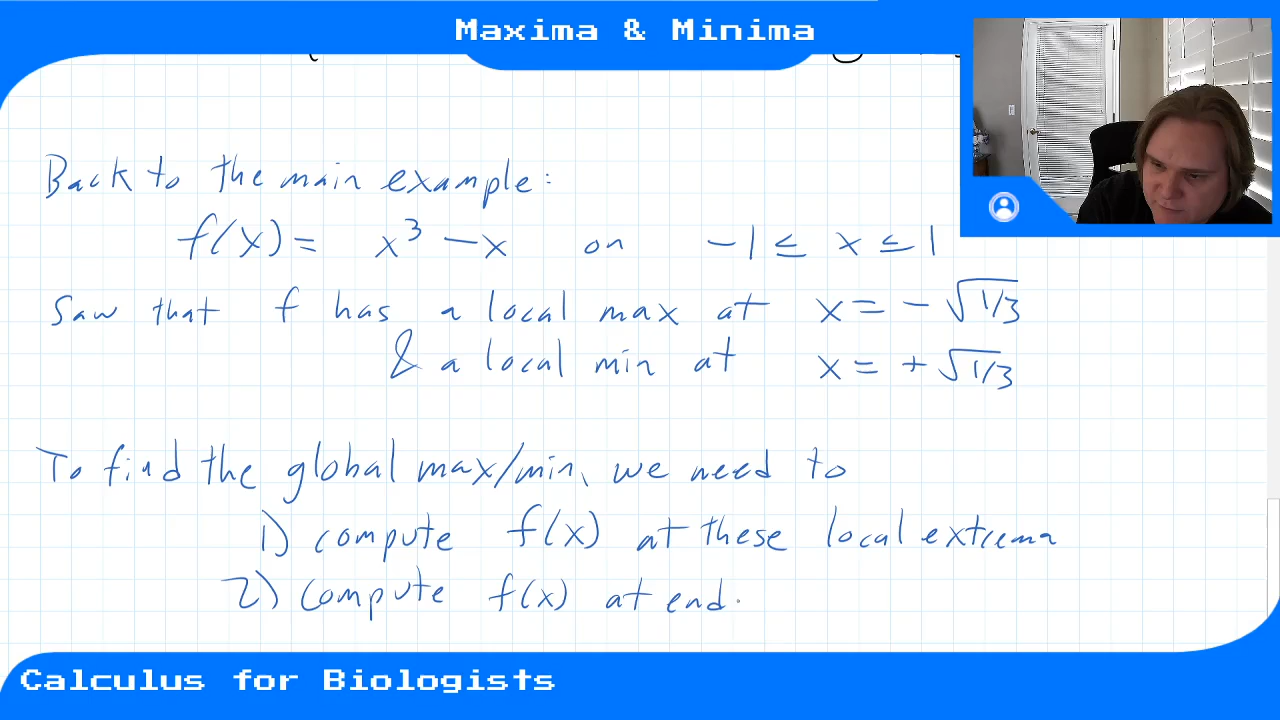 Maxima & Minima
Back to the main example:
f(x) = x³ - x on -1 ≤ x ≤ 1
Saw that f has a local max at x = - √1/3
& a local min at x = + √1/3
To find the global max/min, we need to
1) compute f(x) at these local extrema
2) compute f(x) at end
Calculus for Biologists